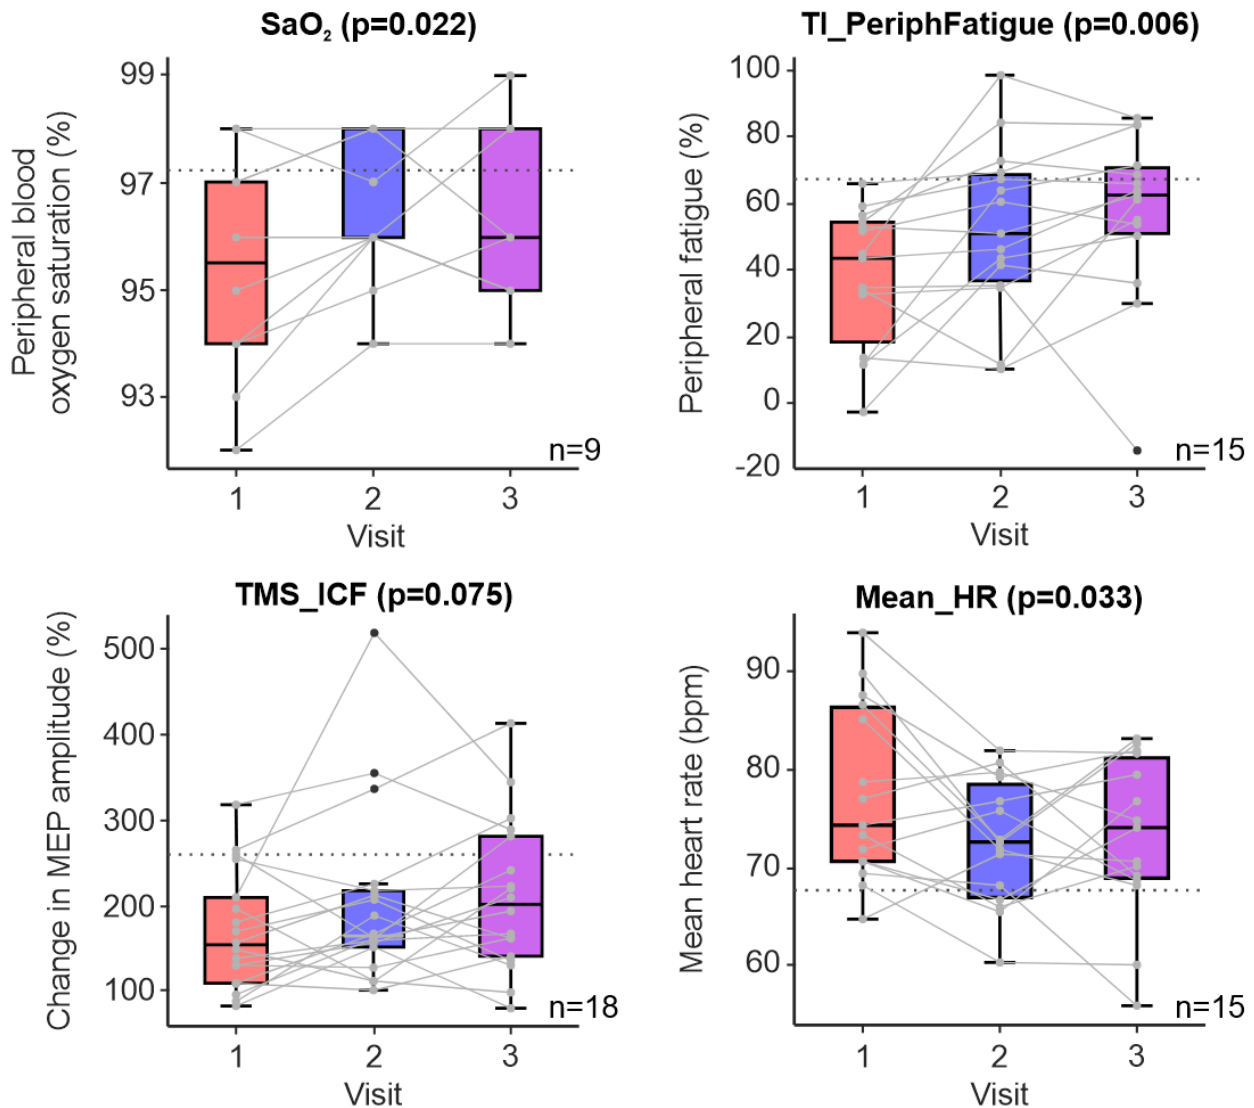 SaO₂ (p=0.022)
Peripheral blood
oxygen saturation (%)
99
97
95
93
n=9
1 2 3
Visit
TI_PeriphFatigue (p=0.006)
Peripheral fatigue (%)
100
80
60
40
20
0
-20
n=15
1 2 3
Visit
TMS_ICF (p=0.075)
Change in MEP amplitude (%)
500
400
300
200
100
n=18
1 2 3
Visit
Mean_HR (p=0.033)
Mean heart rate (bpm)
90
80
70
60
n=15
1 2 3
Visit